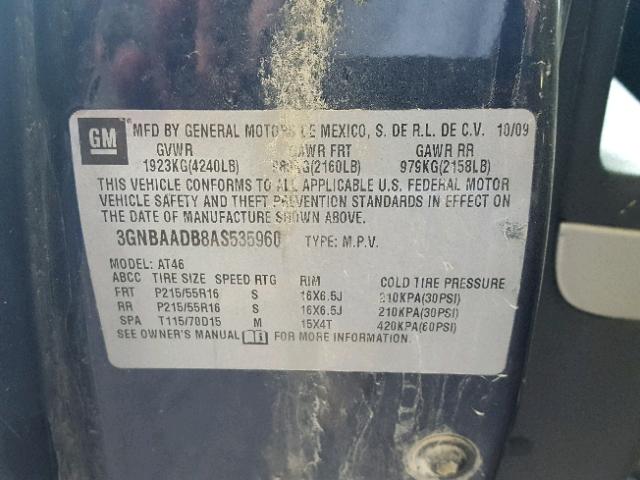 GM MFD BY GENERAL MOTORS DE MEXICO, S. DE R.L. DE C.V. 10/09
GVWR GAWR FRT GAWR RR
1923KG(4240LB) KG(2160LB) 979KG(2158LB)
THIS VEHICLE CONFORMS TO ALL APPLICABLE U.S. FEDERAL MOTOR
VEHICLE SAFETY AND THEFT PREVENTION STANDARDS IN EFFECT ON THE
DATE OF MANUFACTURE SHOWN ABOVE.
3GNBAADB8AS535960 TYPE: M.P.V.
MODEL: AT46
ABCC TIRE SIZE SPEED RTG RIM COLD TIRE PRESSURE
FRT P215/55R16 S 16X6.5J 210KPA(30PSI)
RR P215/55R16 S 16X6.5J 210KPA(30PSI)
SPA T115/70D15 M 15X4T 420KPA(60PSI)
SEE OWNER'S MANUAL FOR MORE INFORMATION.